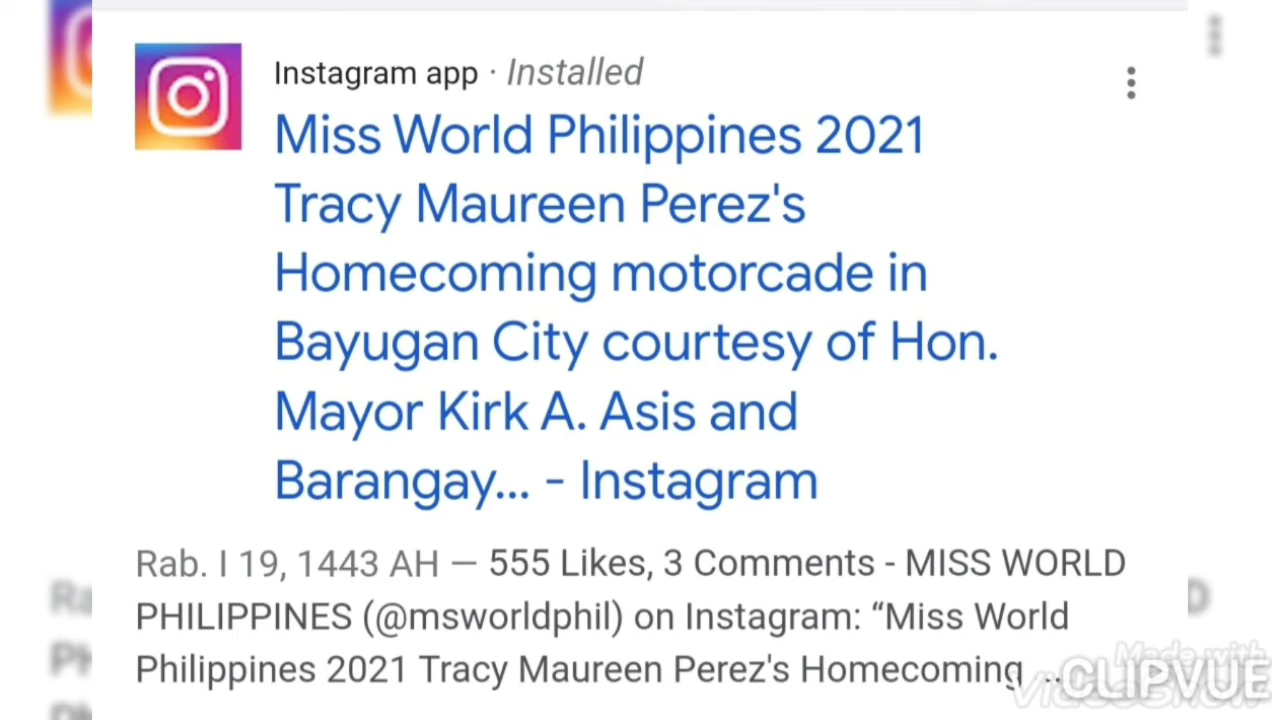 Instagram app · Installed
Miss World Philippines 2021
Tracy Maureen Perez's
Homecoming motorcade in
Bayugan City courtesy of Hon.
Mayor Kirk A. Asis and
Barangay... - Instagram
Rab. I 19, 1443 AH — 555 Likes, 3 Comments - MISS WORLD
PHILIPPINES (@msworldphil) on Instagram: “Miss World
Philippines 2021 Tracy Maureen Perez's Homecoming ...
Made with
CLIPVUE